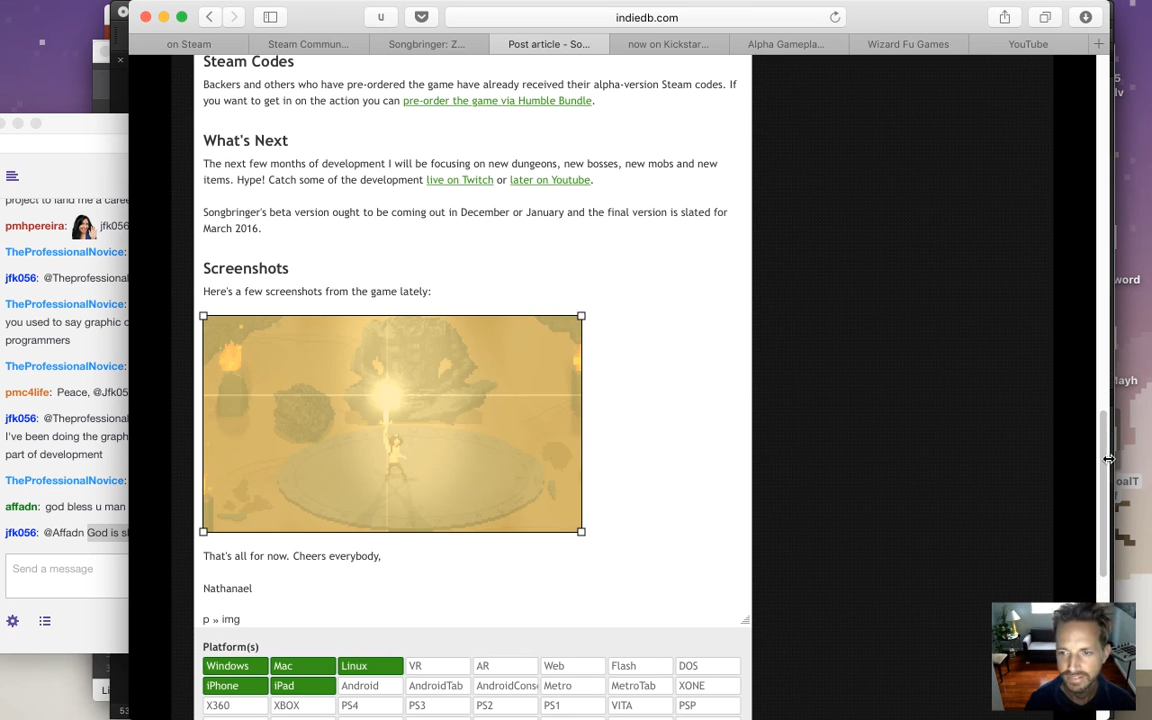 indiedb.com
u
on Steam
Steam Commun...
Songbringer: Z...
Post article - So...
now on Kickstar...
Alpha Gamepla...
Wizard Fu Games
YouTube
Steam Codes
Backers and others who have pre-ordered the game have already received their alpha-version Steam codes. If
you want to get in on the action you can pre-order the game via Humble Bundle.
What's Next
The next few months of development I will be focusing on new dungeons, new bosses, new mobs and new
items. Hype! Catch some of the development live on Twitch or later on Youtube.
Songbringer's beta version ought to be coming out in December or January and the final version is slated for
March 2016.
Screenshots
Here's a few screenshots from the game lately:
That's all for now. Cheers everybody,
Nathanael
p » img
Platform(s)
Windows Mac Linux VR AR Web Flash DOS
iPhone iPad Android AndroidTab AndroidCons Metro MetroTab XONE
X360 XBOX PS4 PS3 PS2 PS1 VITA PSP
project to land me a caree
pmhpereira: jfk056
TheProfessionalNovice:
jfk056: @Theprofessional
TheProfessionalNovice:
you used to say graphic d
programmers
TheProfessionalNovice:
pmc4life: Peace, @Jfk05
jfk056: @Theprofessional
I've been doing the graph
part of development
TheProfessionalNovice:
affadn: god bless u man
jfk056: @Affadn God is sl
Send a message
Li
53
word
Mayh
oalT